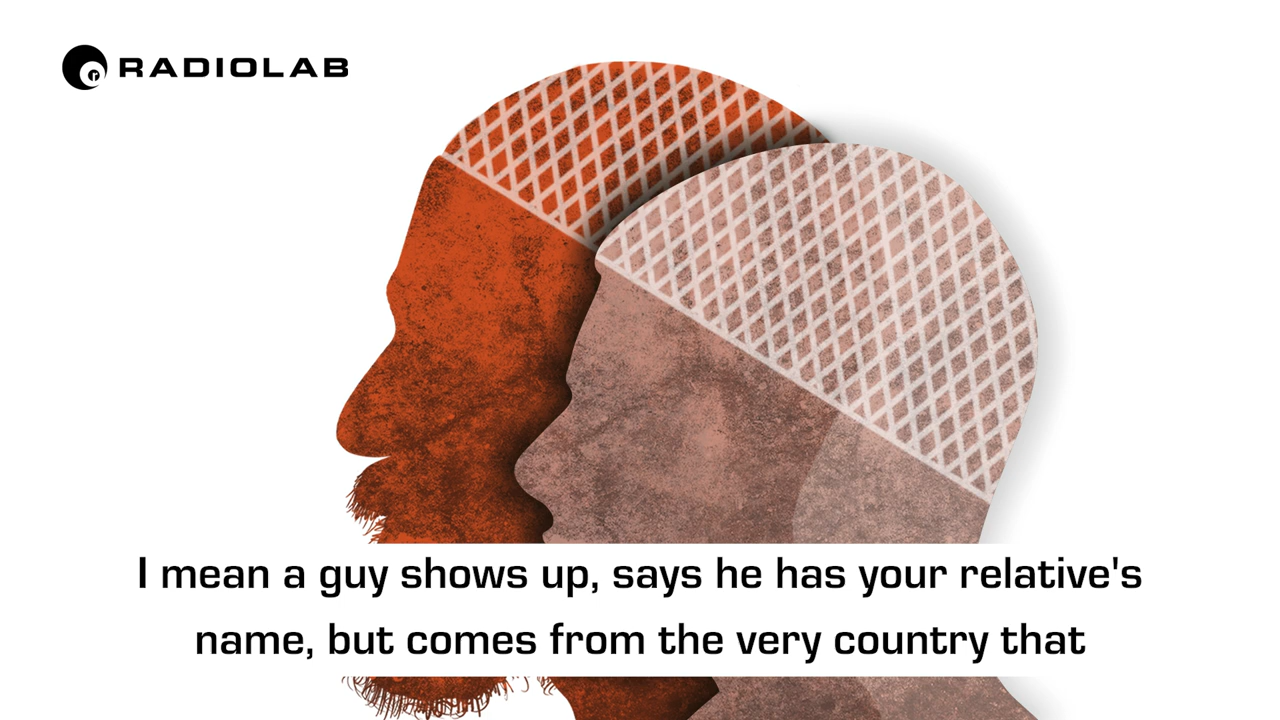 RADIOLAB
I mean a guy shows up, says he has your relative's
name, but comes from the very country that